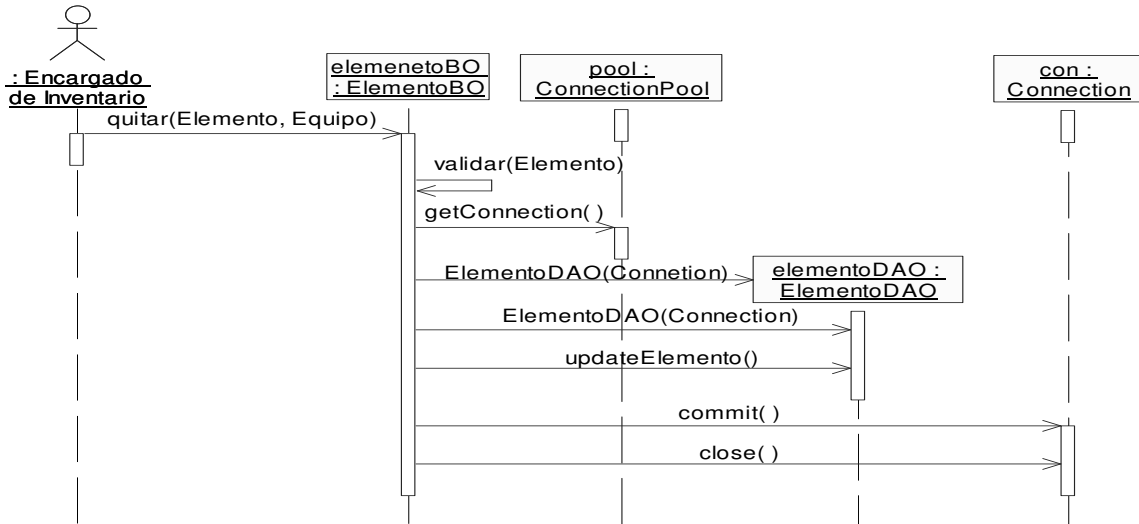 : Encargado
de Inventario
elemenetoBO
: ElementoBO
pool :
ConnectionPool
con :
Connection
quitar(Elemento, Equipo)
validar(Elemento)
getConnection( )
ElementoDAO(Connetion)
elementoDAO :
ElementoDAO
ElementoDAO(Connection)
updateElemento()
commit( )
close( )